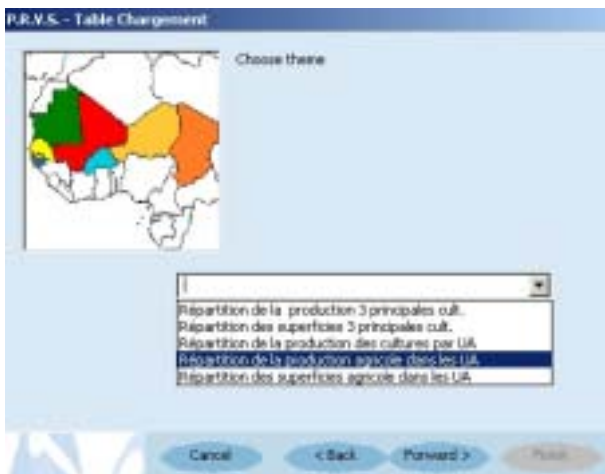 P.R.V.S. - Table Chargement
Choose theme
Répartition de la production 3 principales cult.
Répartition des superficies 3 principales cult.
Répartition de la production des cultures par UA
Répartition de la production agricole dans les UA
Répartition des superficies agricole dans les UA
Cancel
< Back
Forward >
Finish